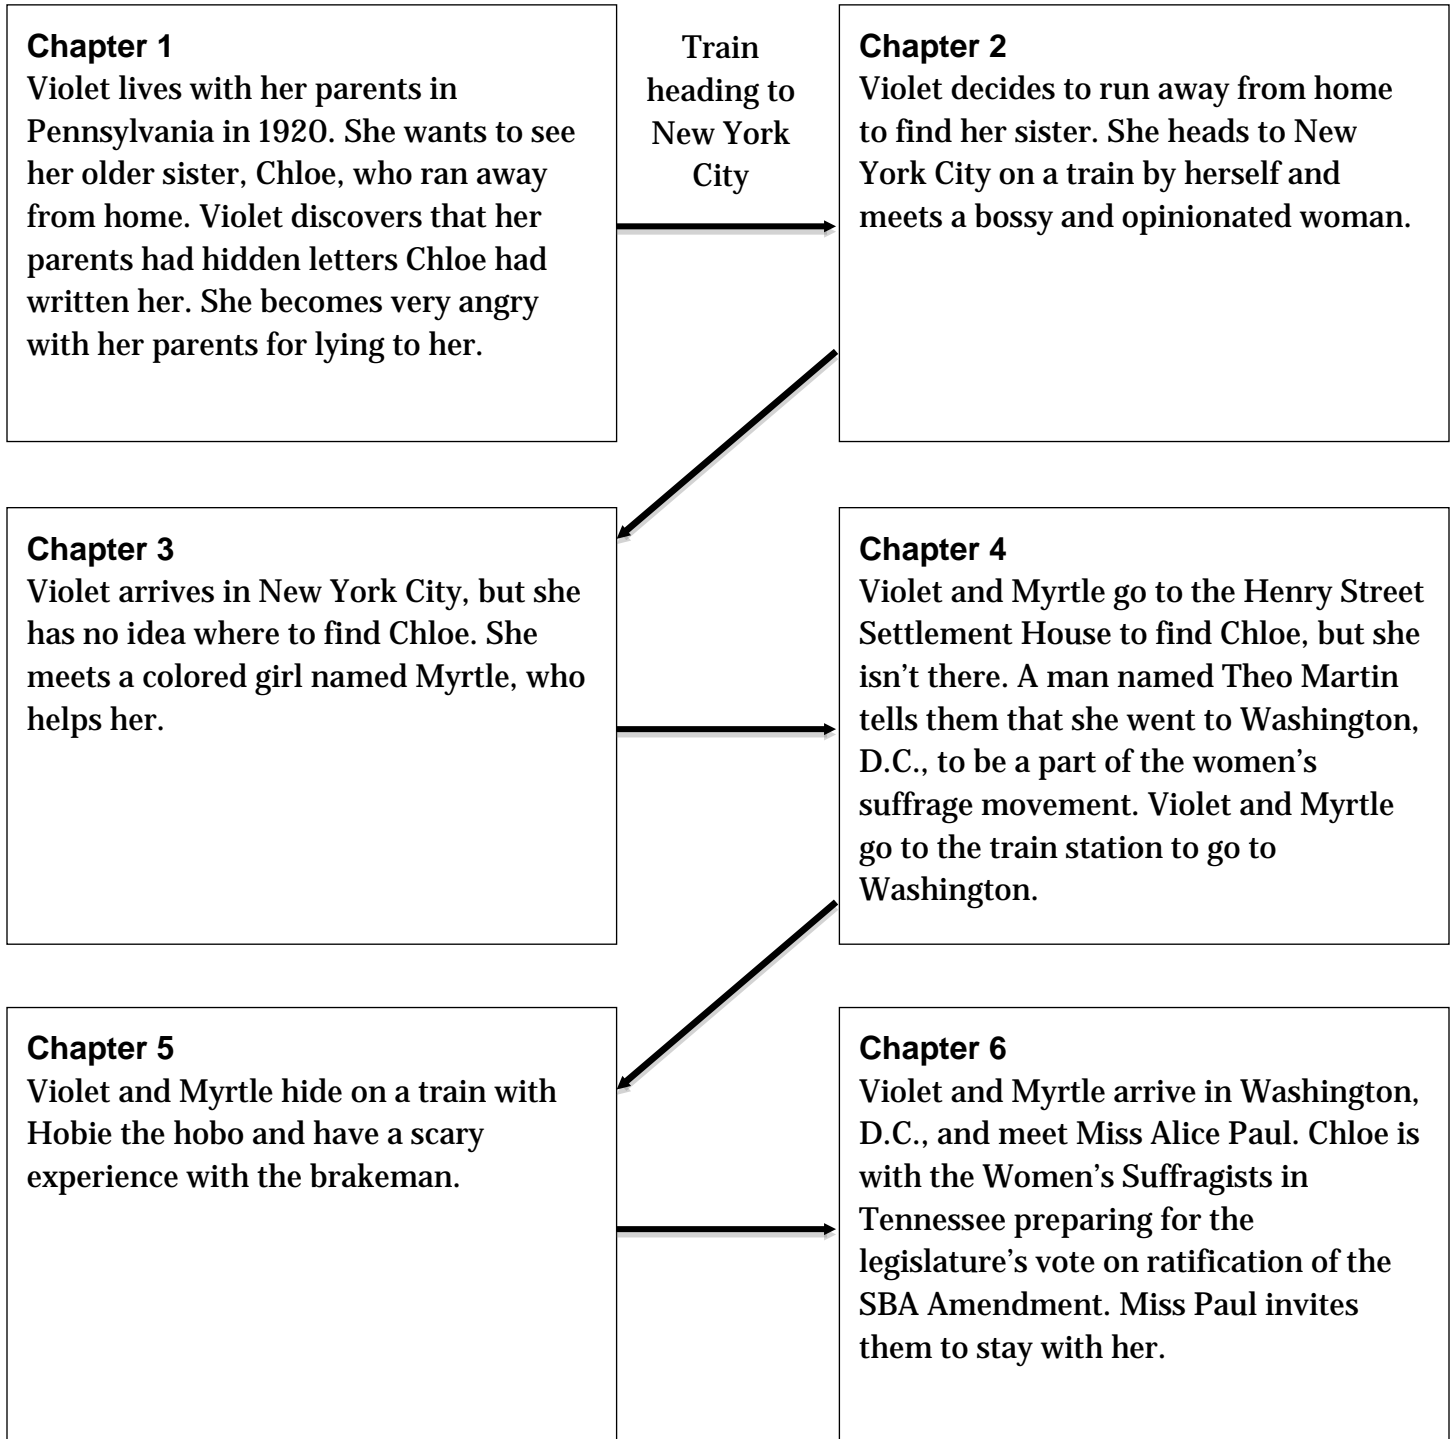 Chapter 1
Violet lives with her parents in
Pennsylvania in 1920. She wants to see
her older sister, Chloe, who ran away
from home. Violet discovers that her
parents had hidden letters Chloe had
written her. She becomes very angry
with her parents for lying to her.
Train
heading to
New York
City
Chapter 2
Violet decides to run away from home
to find her sister. She heads to New
York City on a train by herself and
meets a bossy and opinionated woman.
Chapter 3
Violet arrives in New York City, but she
has no idea where to find Chloe. She
meets a colored girl named Myrtle, who
helps her.
Chapter 4
Violet and Myrtle go to the Henry Street
Settlement House to find Chloe, but she
isn't there. A man named Theo Martin
tells them that she went to Washington,
D.C., to be a part of the women's
suffrage movement. Violet and Myrtle
go to the train station to go to
Washington.
Chapter 5
Violet and Myrtle hide on a train with
Hobie the hobo and have a scary
experience with the brakeman.
Chapter 6
Violet and Myrtle arrive in Washington,
D.C., and meet Miss Alice Paul. Chloe is
with the Women's Suffragists in
Tennessee preparing for the
legislature's vote on ratification of the
SBA Amendment. Miss Paul invites
them to stay with her.